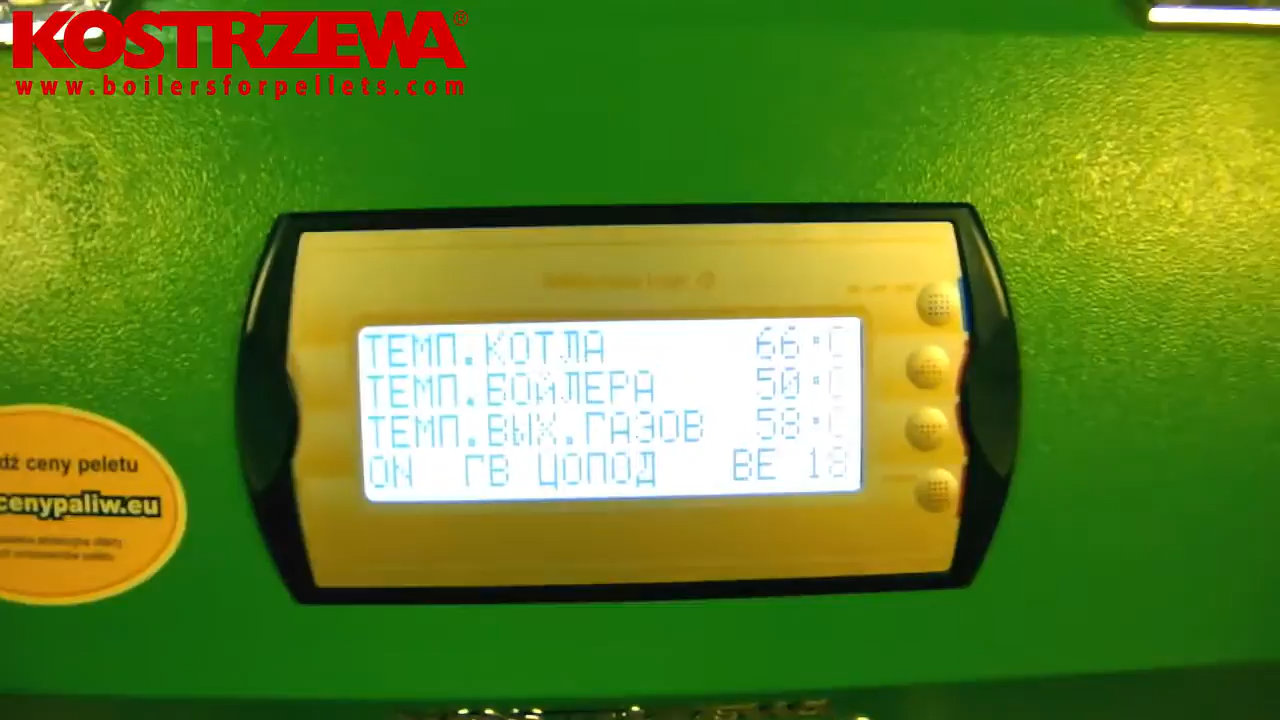 KOSTRZEWA®
www.boilersforpellets.com
ТЕМП.КОТЛА 66°C
ТЕМП.БОЙЛЕРА 50°C
ТЕМП.ВЫХ.ГАЗОВ 58°C
ON ГВ ЦОПОД ВЕ 18
dź ceny peletu
cenypaliw.eu